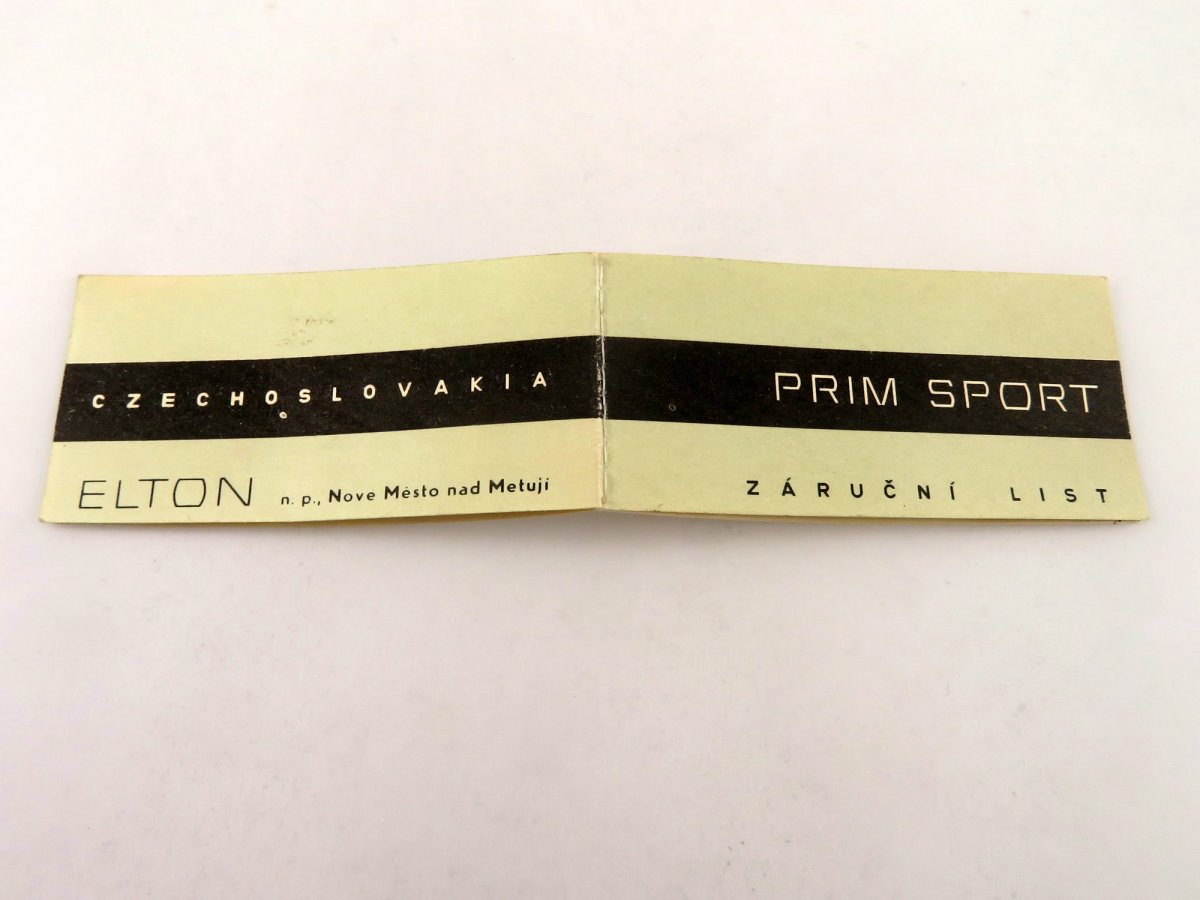 CZECHOSLOVAKIA
ELTON n. p., Nove Město nad Metují
PRIM SPORT
ZÁRUČNÍ LIST